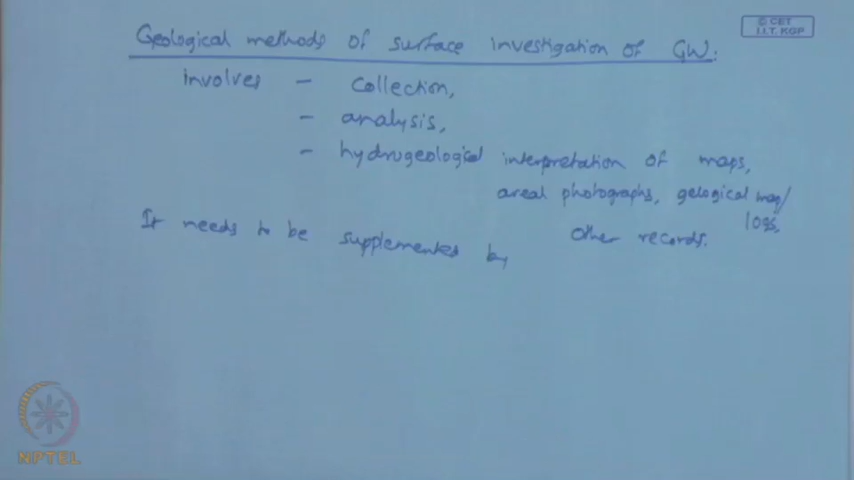 © CET
I.I.T. KGP
Geological methods of surface investigation of GW:
involves - Collection,
- analysis,
- hydrogeological interpretation of maps,
areal photographs, gelogical map/
logs,
other records.
It needs to be supplemented by
NPTEL